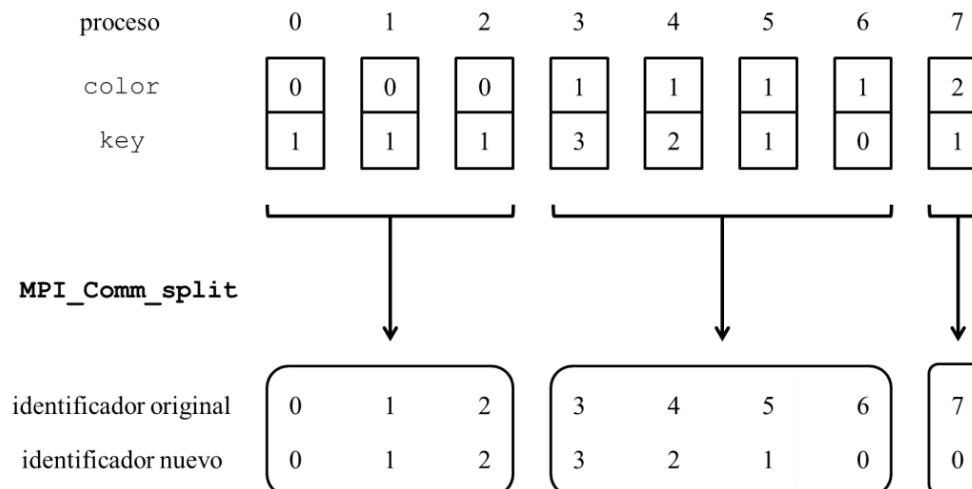 proceso 0 1 2 3 4 5 6 7
color 0 0 0 1 1 1 1 2
key 1 1 1 3 2 1 0 1
MPI_Comm_split
identificador original 0 1 2 3 4 5 6 7
identificador nuevo 0 1 2 3 2 1 0 0